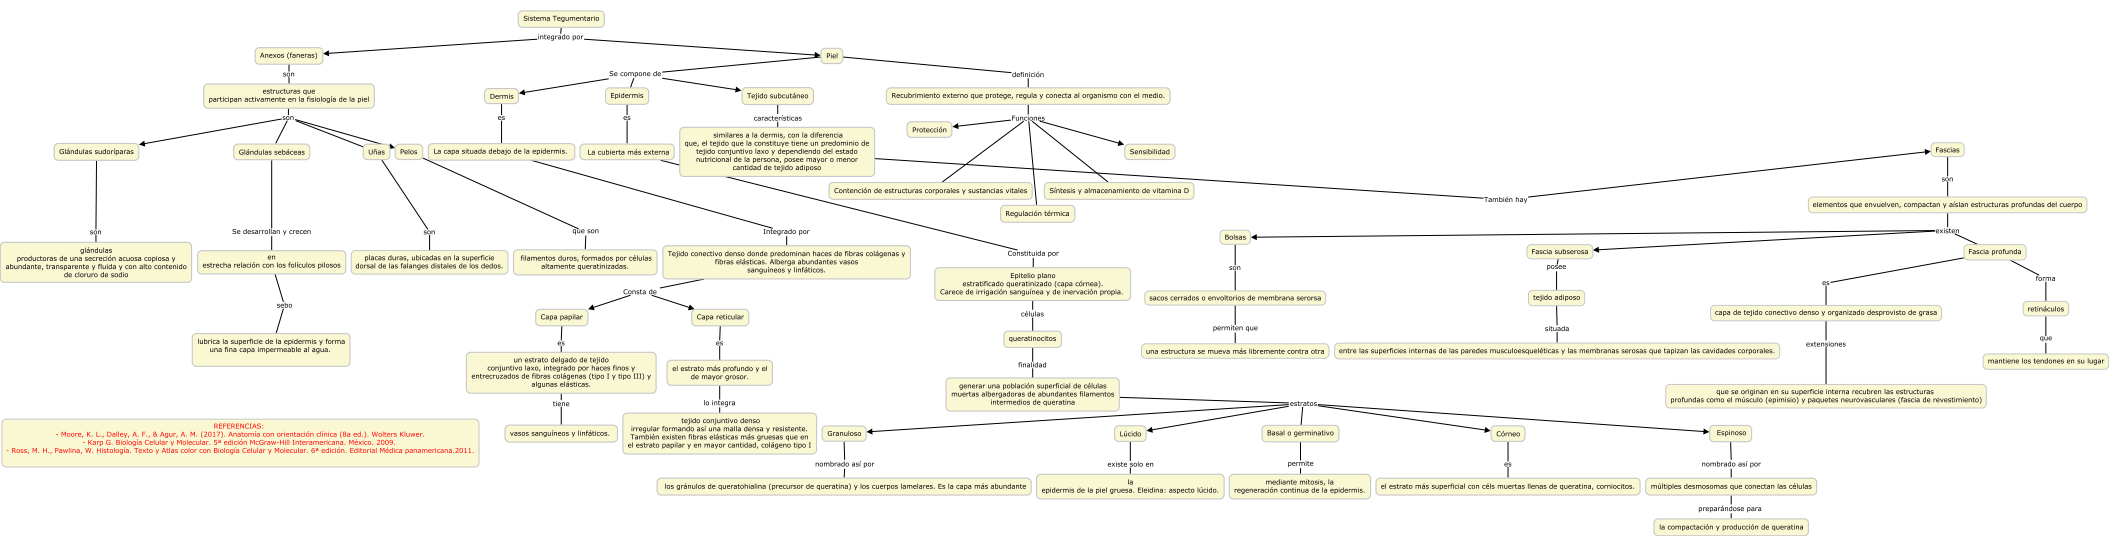 Sistema Tegumentario
integrado por
Anexos (faneras)
Piel
son
Se compone de
definición
estructuras que
participan activamente en la fisiología de la piel
Dermis
Epidermis
Tejido subcutáneo
Recubrimiento externo que protege, regula y conecta al organismo con el medio.
son
es
es
características
Funciones
Protección
Sensibilidad
Glándulas sudoríparas
Glándulas sebáceas
Uñas
Pelos
La capa situada debajo de la epidermis.
La cubierta más externa
similares a la dermis, con la diferencia
que, el tejido que la constituye tiene un predominio de
tejido conjuntivo laxo y dependiendo del estado
nutricional de la persona, posee mayor o menor
cantidad de tejido adiposo
Fascias
son
Contención de estructuras corporales y sustancias vitales
Síntesis y almacenamiento de vitamina D
Regulación térmica
También hay
elementos que envuelven, compactan y aíslan estructuras profundas del cuerpo
existen
son
Se desarrollan y crecen
son
que son
Integrado por
Bolsas
Fascia subserosa
Fascia profunda
glándulas
productoras de una secreción acuosa copiosa y
abundante, transparente y fluida y con alto contenido
de cloruro de sodio
en
estrecha relación con los folículos pilosos
placas duras, ubicadas en la superficie
dorsal de las falanges distales de los dedos.
filamentos duros, formados por células
altamente queratinizadas.
Tejido conectivo denso donde predominan haces de fibras colágenas y
fibras elásticas. Alberga abundantes vasos
sanguíneos y linfáticos.
Constituida por
Epitelio plano
estratificado queratinizado (capa córnea).
Carece de irrigación sanguínea y de inervación propia.
son
posee
es
forma
sebo
Consta de
sacos cerrados o envoltorios de membrana serorsa
tejido adiposo
capa de tejido conectivo denso y organizado desprovisto de grasa
retináculos
Capa papilar
Capa reticular
células
permiten que
situada
extensiones
que
lubrica la superficie de la epidermis y forma
una fina capa impermeable al agua.
es
es
queratinocitos
una estructura se mueva más libremente contra otra
entre las superficies internas de las paredes musculoesqueléticas y las membranas serosas que tapizan las cavidades corporales.
mantiene los tendones en su lugar
un estrato delgado de tejido
conjuntivo laxo, integrado por haces finos y
entrecruzados de fibras colágenas (tipo I y tipo III) y
algunas elásticas.
el estrato más profundo y el
de mayor grosor.
finalidad
generar una población superficial de células
muertas albergadoras de abundantes filamentos
intermedios de queratina
que se originan en su superficie interna recubren las estructuras
profundas como el músculo (epimisio) y paquetes neurovasculares (fascia de revestimiento)
tiene
lo integra
estratos
vasos sanguíneos y linfáticos.
tejido conjuntivo denso
irregular formando así una malla densa y resistente.
También existen fibras elásticas más gruesas que en
el estrato papilar y en mayor cantidad, colágeno tipo I
Granuloso
Lúcido
Basal o germinativo
Córneo
Espinoso
REFERENCIAS:
- Moore, K. L., Dalley, A. F., & Agur, A. M. (2017). Anatomía con orientación clínica (8a ed.). Wolters Kluwer.
- Karp G. Biología Celular y Molecular. 5ª edición McGraw-Hill Interamericana. México. 2009.
- Ross, M. H., Pawlina, W. Histología. Texto y Atlas color con Biología Celular y Molecular. 6ª edición. Editorial Médica panamericana.2011.
nombrado así por
existe solo en
permite
es
nombrado así por
los gránulos de queratohialina (precursor de queratina) y los cuerpos lamelares. Es la capa más abundante
la
epidermis de la piel gruesa. Eleidina: aspecto lúcido.
mediante mitosis, la
regeneración continua de la epidermis.
el estrato más superficial con céls muertas llenas de queratina, corniocitos.
múltiples desmosomas que conectan las células
preparándose para
la compactación y producción de queratina